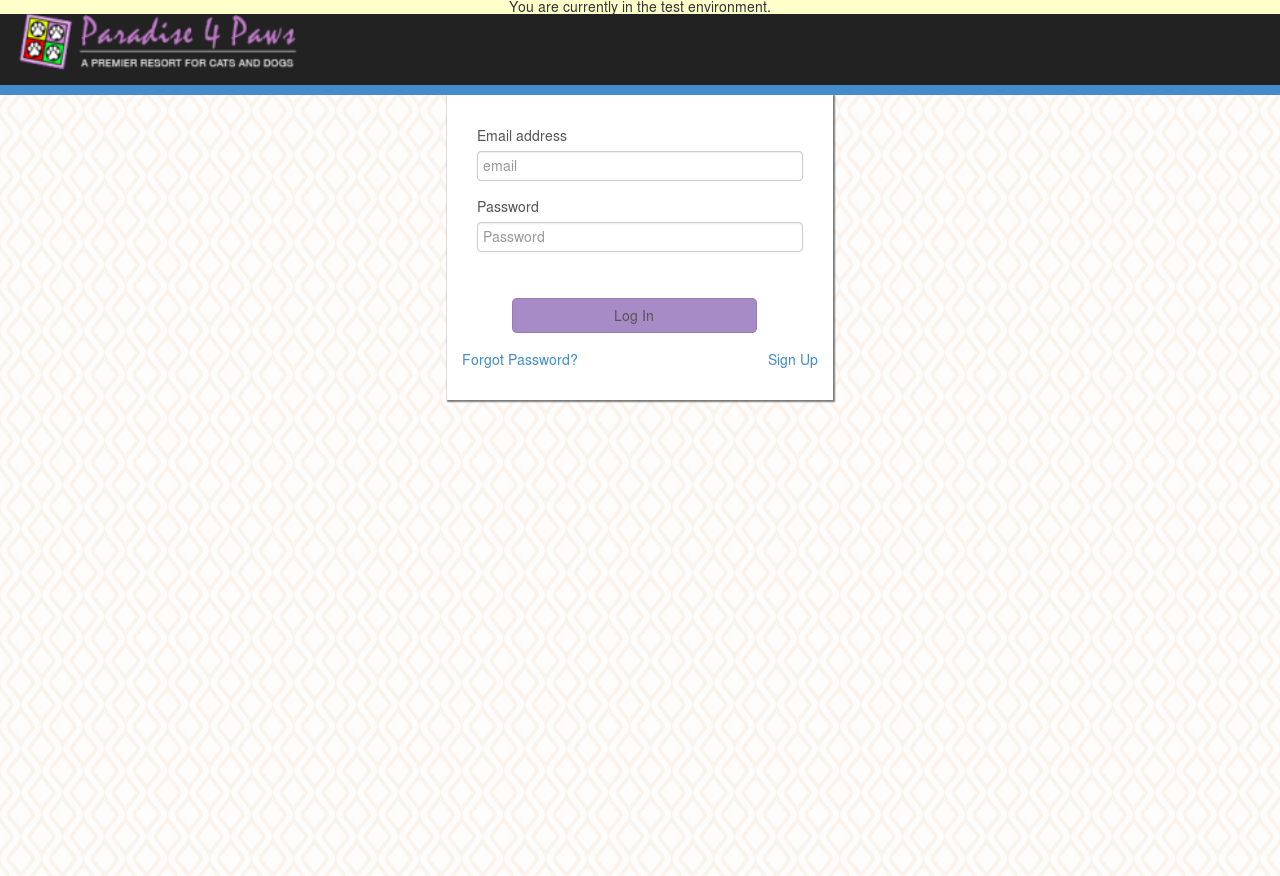 You are currently in the test environment.
Paradise 4 Paws
A PREMIER RESORT FOR CATS AND DOGS
Email address
email
Password
Password
Log In
Forgot Password? Sign Up